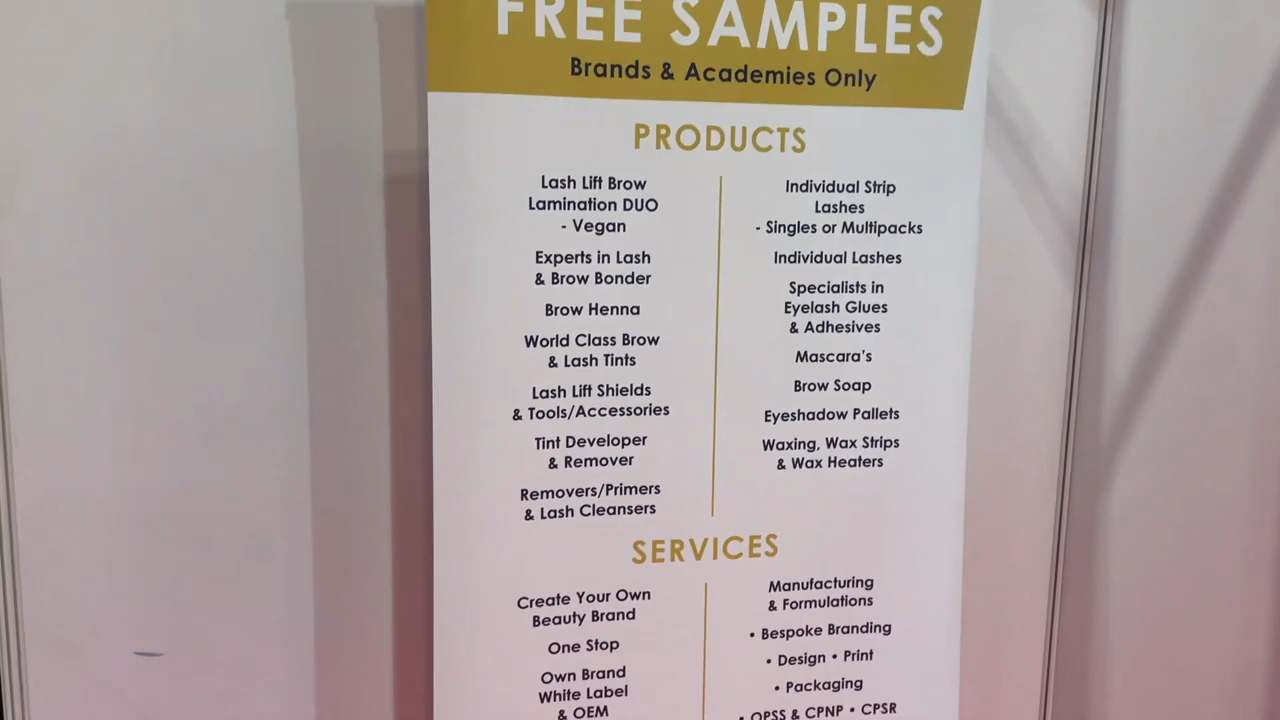 FREE SAMPLES
Brands & Academies Only
PRODUCTS
Lash Lift Brow
Lamination DUO
- Vegan
Experts in Lash
& Brow Bonder
Brow Henna
World Class Brow
& Lash Tints
Lash Lift Shields
& Tools/Accessories
Tint Developer
& Remover
Removers/Primers
& Lash Cleansers
Individual Strip
Lashes
- Singles or Multipacks
Individual Lashes
Specialists in
Eyelash Glues
& Adhesives
Mascara's
Brow Soap
Eyeshadow Pallets
Waxing, Wax Strips
& Wax Heaters
SERVICES
Create Your Own
Beauty Brand
One Stop
Own Brand
White Label
& OEM
Manufacturing
& Formulations
• Bespoke Branding
• Design • Print
• Packaging
• OPSS & CPNP • CPSR